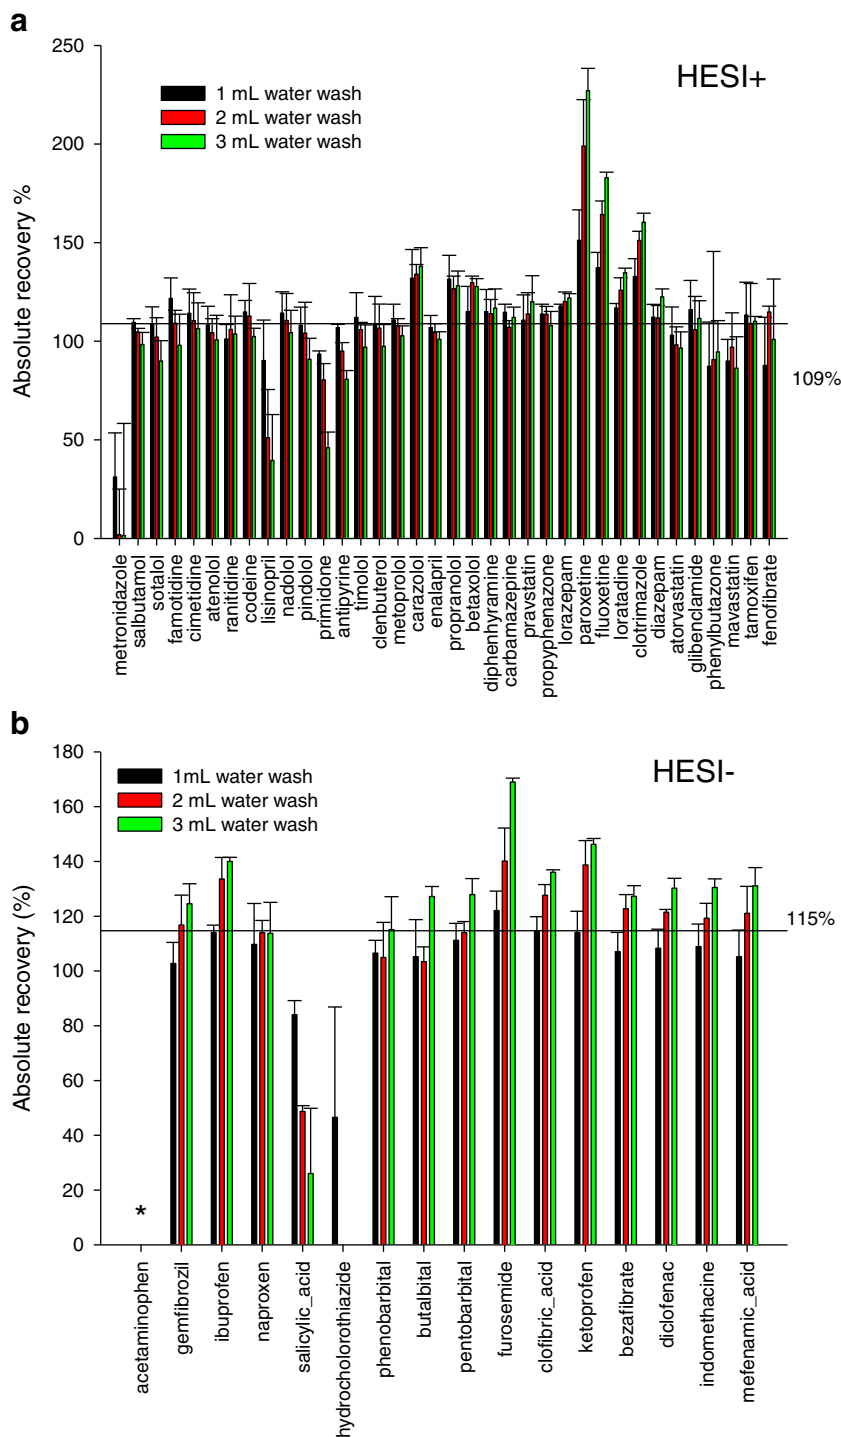 a
HESI+
250
200
150
100
50
0
Absolute recovery %
1 mL water wash
2 mL water wash
3 mL water wash
109%
metronidazole
salbutamol
sotalol
famotidine
cimetidine
atenolol
ranitidine
codeine
lisinopril
nadolol
pindolol
primidone
antipyrine
timolol
clenbuterol
metoprolol
carazolol
enalapril
propranolol
betaxolol
diphenhyramine
carbamazepine
pravstatin
propyphenazone
lorazepam
paroxetine
fluoxetine
loratadine
clotrimazole
diazepam
atorvastatin
glibenclamide
phenylbutazone
mavastatin
tamoxifen
fenofibrate
b
HESI-
180
160
140
120
100
80
60
40
20
0
Absolute recovery (%)
1mL water wash
2 mL water wash
3 mL water wash
115%
*
acetaminophen
gemfibrozil
ibuprofen
naproxen
salicylic_acid
hydrocholorothiazide
phenobarbital
butalbital
pentobarbital
furosemide
clofibric_acid
ketoprofen
bezafibrate
diclofenac
indomethacine
mefenamic_acid